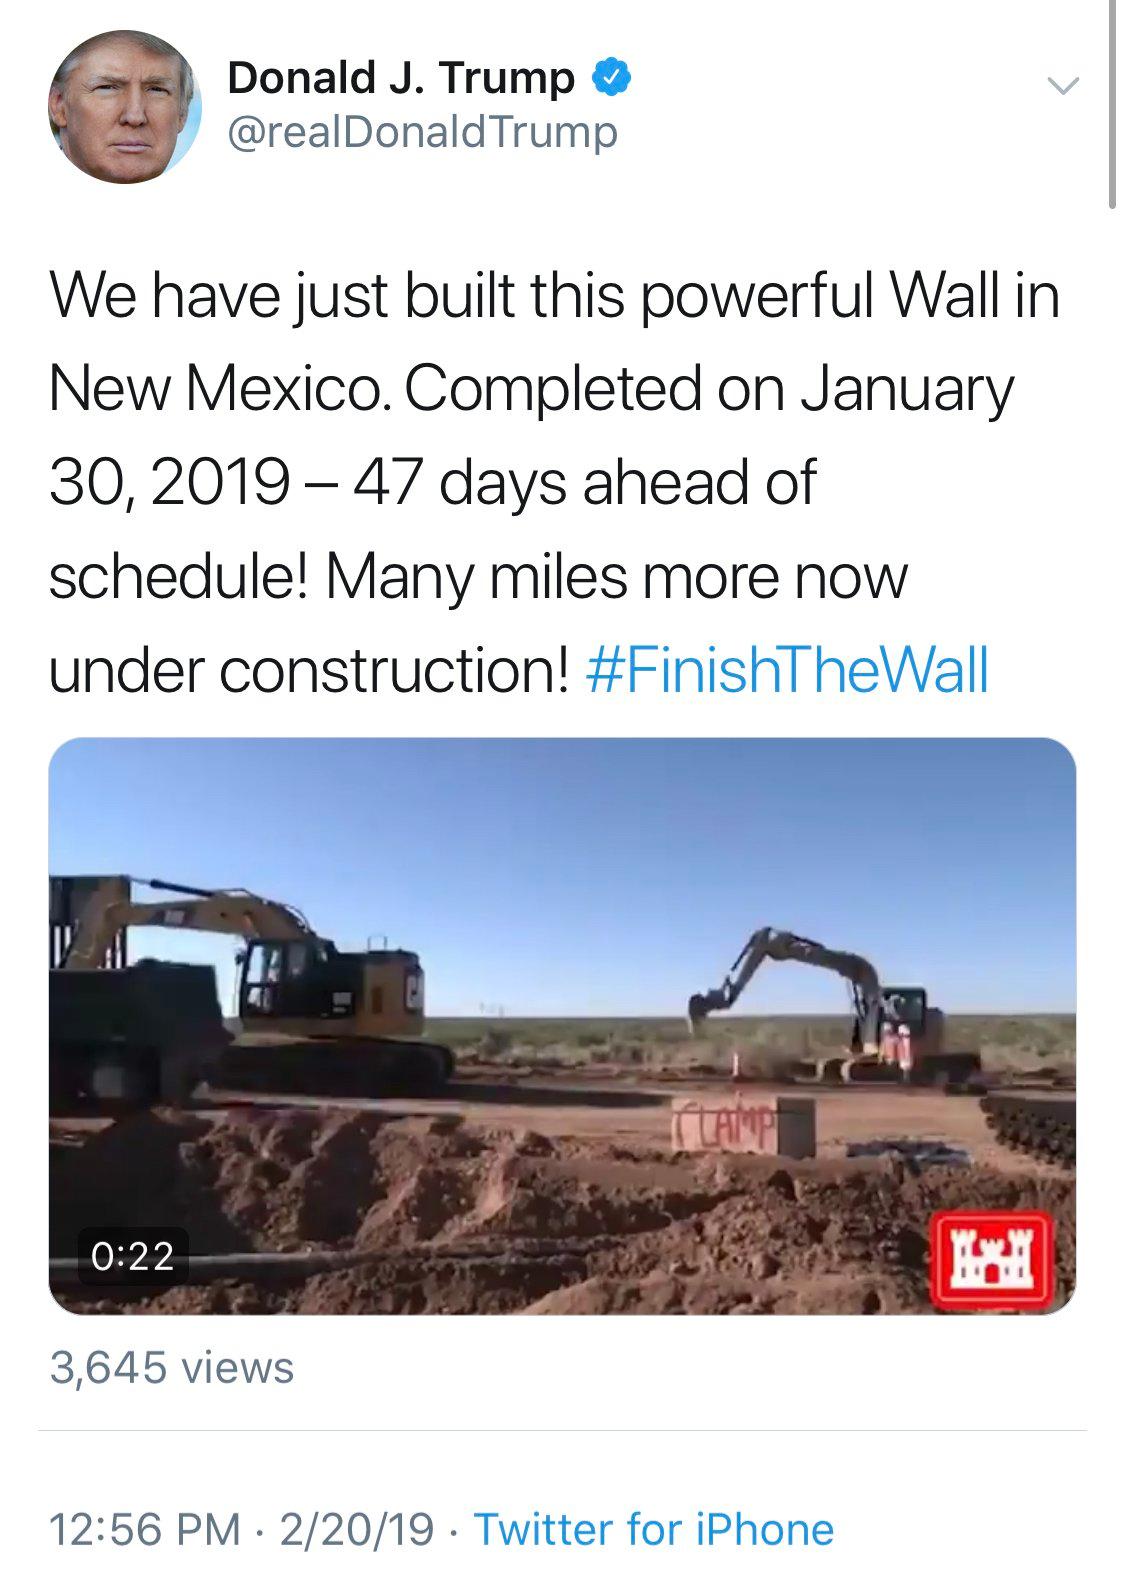 Donald J. Trump
@realDonaldTrump
We have just built this powerful Wall in
New Mexico. Completed on January
30, 2019 – 47 days ahead of
schedule! Many miles more now
under construction! #FinishTheWall
CLAMP
0:22
3,645 views
12:56 PM · 2/20/19 · Twitter for iPhone